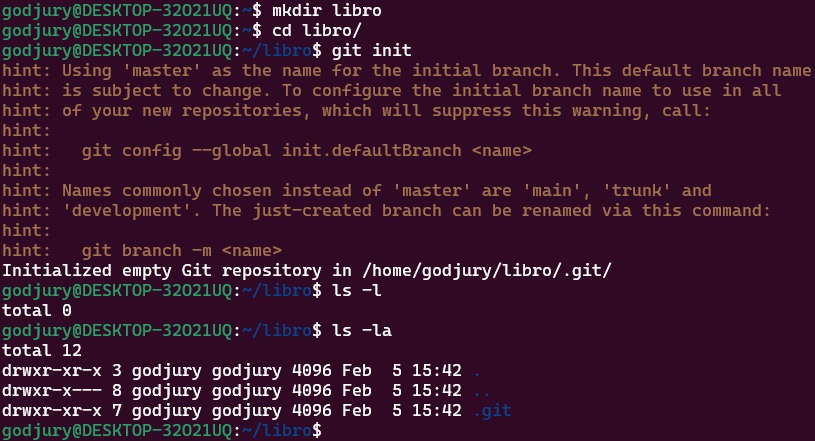 godjury@DESKTOP-32O21UQ:~$ mkdir libro
godjury@DESKTOP-32O21UQ:~$ cd libro/
godjury@DESKTOP-32O21UQ:~/libro$ git init
hint: Using 'master' as the name for the initial branch. This default branch name
hint: is subject to change. To configure the initial branch name to use in all
hint: of your new repositories, which will suppress this warning, call:
hint:
hint:   git config --global init.defaultBranch <name>
hint:
hint: Names commonly chosen instead of 'master' are 'main', 'trunk' and
hint: 'development'. The just-created branch can be renamed via this command:
hint:
hint:   git branch -m <name>
Initialized empty Git repository in /home/godjury/libro/.git/
godjury@DESKTOP-32O21UQ:~/libro$ ls -l
total 0
godjury@DESKTOP-32O21UQ:~/libro$ ls -la
total 12
drwxr-xr-x 3 godjury godjury 4096 Feb  5 15:42 .
drwxr-x--- 8 godjury godjury 4096 Feb  5 15:42 ..
drwxr-xr-x 7 godjury godjury 4096 Feb  5 15:42 .git
godjury@DESKTOP-32O21UQ:~/libro$